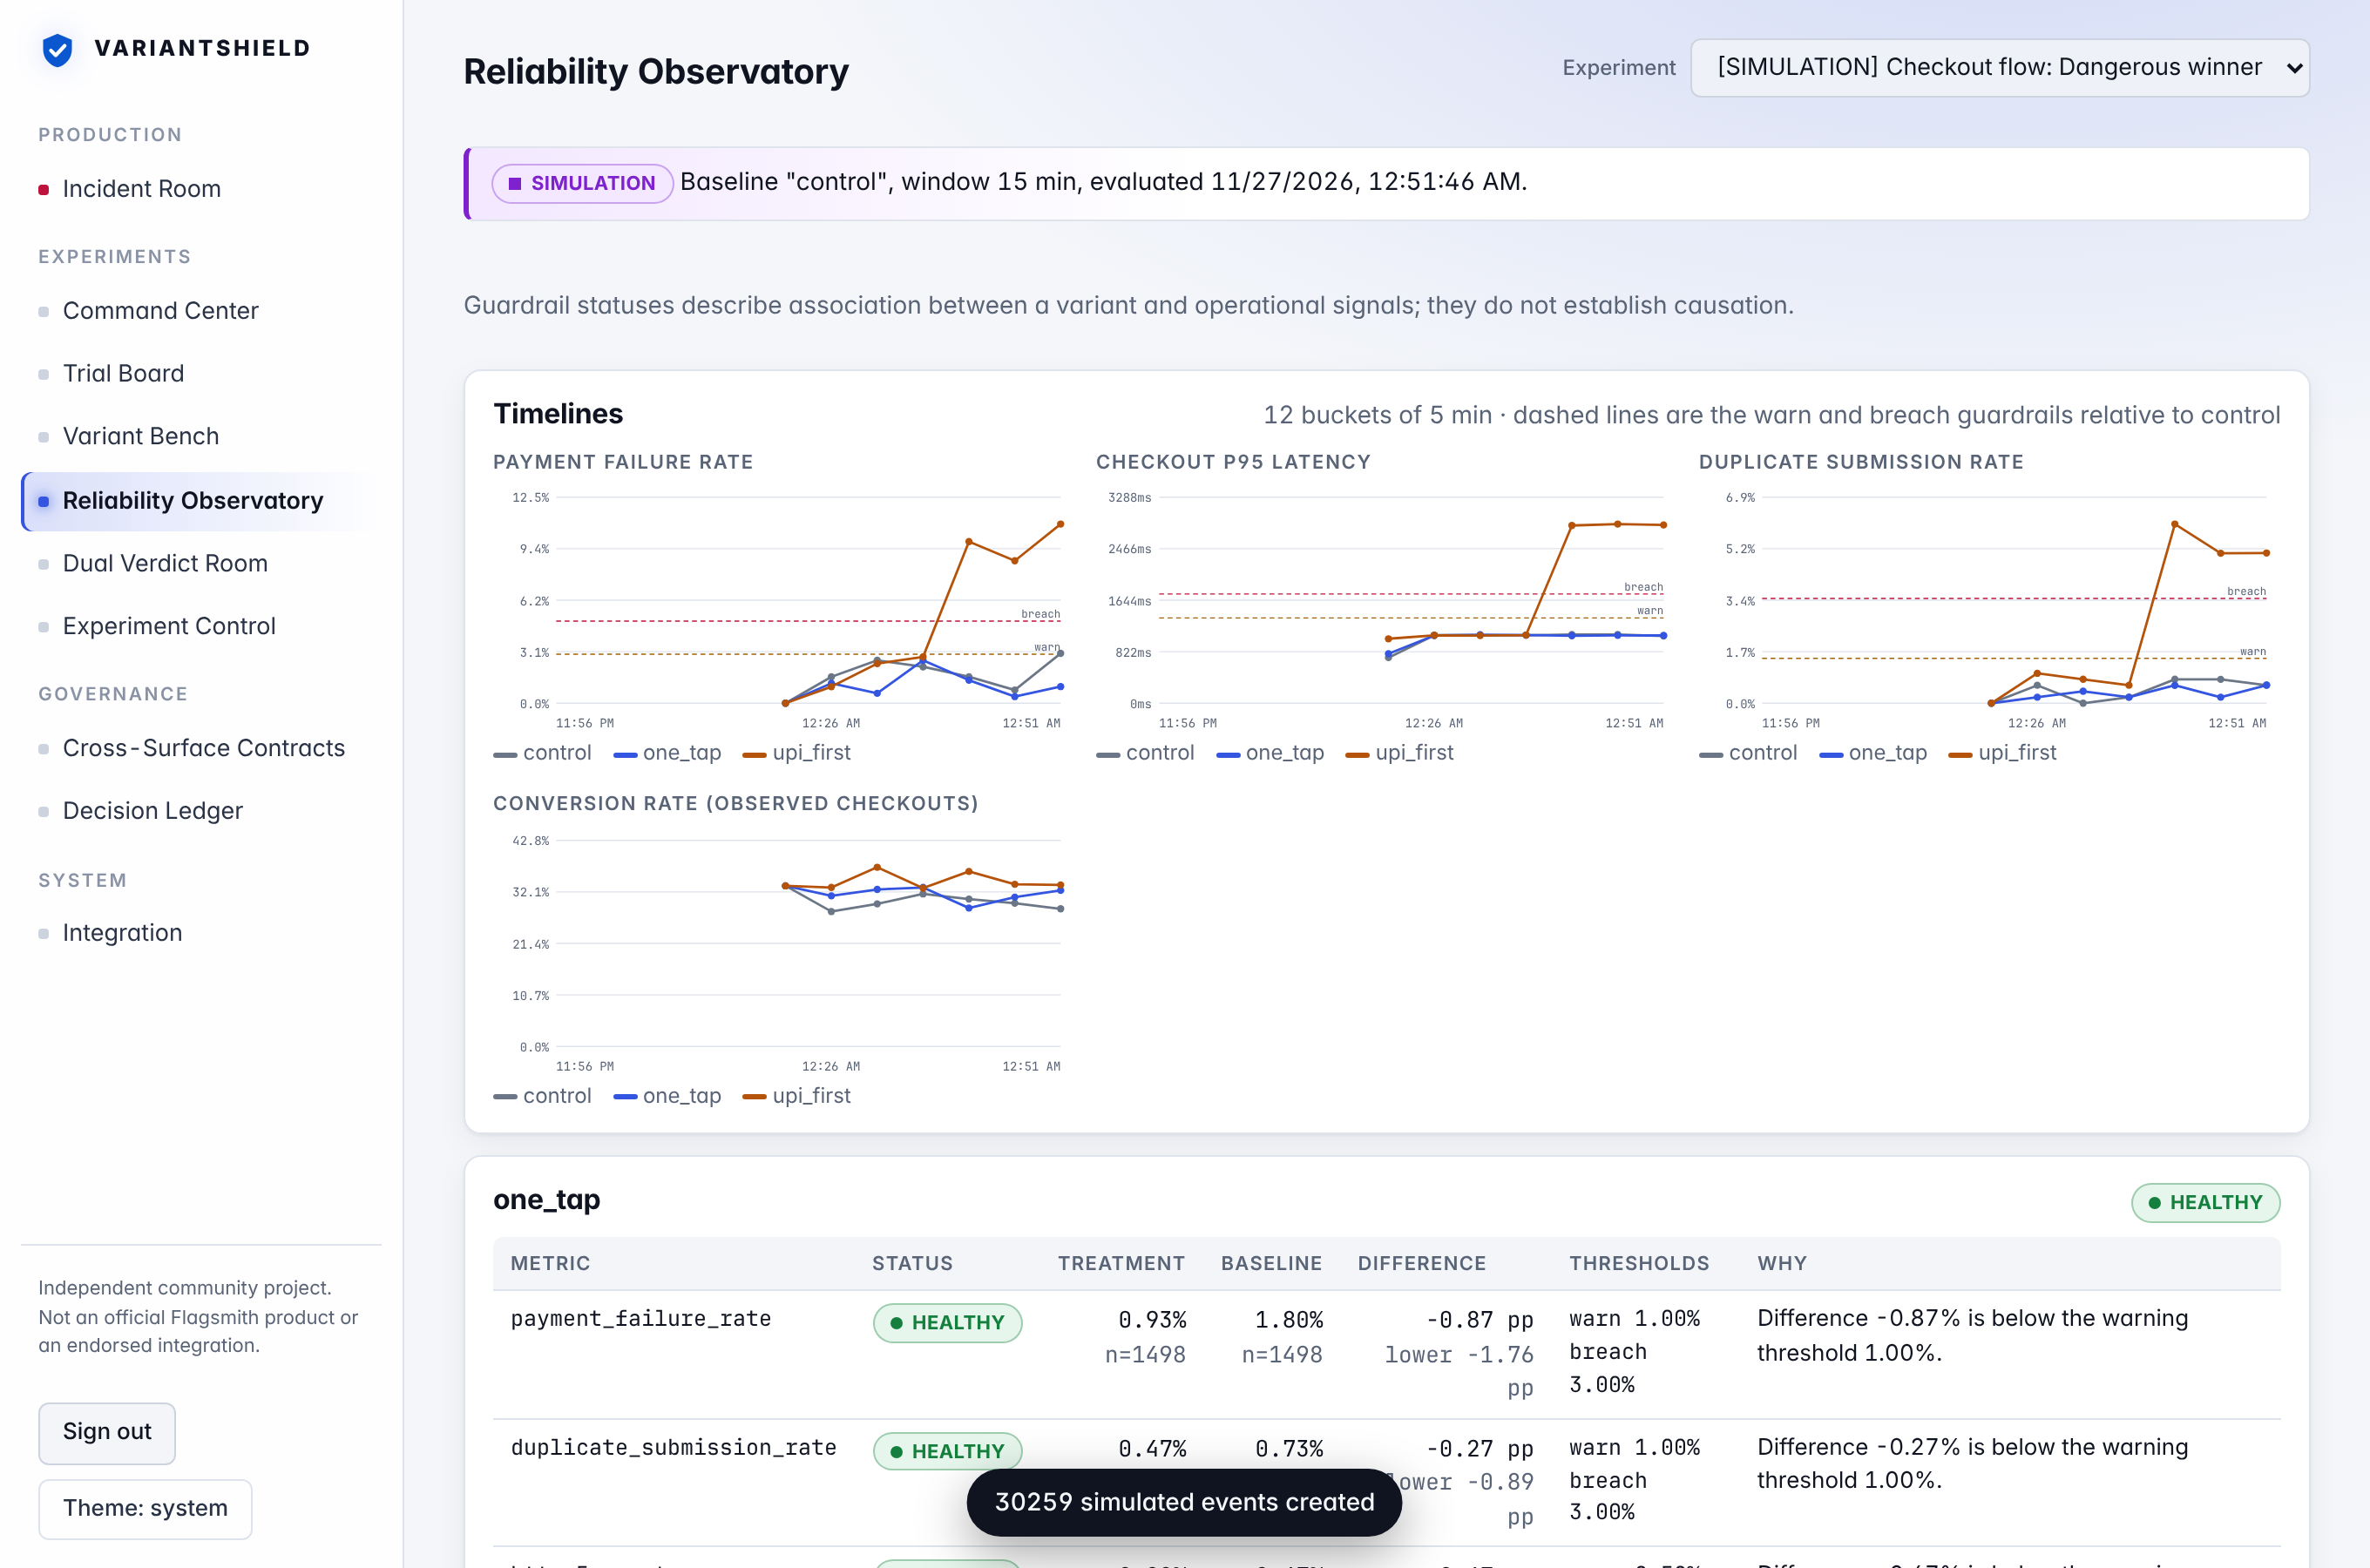 VARIANTSHIELD
PRODUCTION
Incident Room
EXPERIMENTS
Command Center
Trial Board
Variant Bench
Reliability Observatory
Dual Verdict Room
Experiment Control
GOVERNANCE
Cross-Surface Contracts
Decision Ledger
SYSTEM
Integration
Independent community project.
Not an official Flagsmith product or
an endorsed integration.
Sign out
Theme: system
Reliability Observatory
Experiment
[SIMULATION] Checkout flow: Dangerous winner
SIMULATION Baseline "control", window 15 min, evaluated 11/27/2026, 12:51:46 AM.
Guardrail statuses describe association between a variant and operational signals; they do not establish causation.
Timelines
12 buckets of 5 min · dashed lines are the warn and breach guardrails relative to control
PAYMENT FAILURE RATE
12.5%
9.4%
6.2%
breach
3.1%
warn
0.0%
11:56 PM 12:26 AM 12:51 AM
control one_tap upi_first
CHECKOUT P95 LATENCY
3288ms
2466ms
breach
1644ms
warn
822ms
0ms
11:56 PM 12:26 AM 12:51 AM
control one_tap upi_first
DUPLICATE SUBMISSION RATE
6.9%
5.2%
breach
3.4%
1.7%
warn
0.0%
11:56 PM 12:26 AM 12:51 AM
control one_tap upi_first
CONVERSION RATE (OBSERVED CHECKOUTS)
42.8%
32.1%
21.4%
10.7%
0.0%
11:56 PM 12:26 AM 12:51 AM
control one_tap upi_first
one_tap
HEALTHY
METRIC STATUS TREATMENT BASELINE DIFFERENCE THRESHOLDS WHY
payment_failure_rate HEALTHY 0.93% 1.80% -0.87 pp warn 1.00% Difference -0.87% is below the warning
n=1498 n=1498 lower -1.76 breach threshold 1.00%.
pp 3.00%
duplicate_submission_rate HEALTHY 0.47% 0.73% -0.27 pp warn 1.00% Difference -0.27% is below the warning
lower -0.89 breach threshold 1.00%.
pp 3.00%
30259 simulated events created